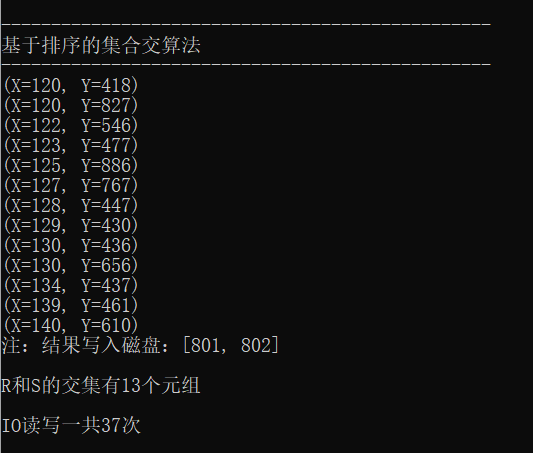 -------------------------------------------------
基于排序的集合交算法
-------------------------------------------------
(X=120, Y=418)
(X=120, Y=827)
(X=122, Y=546)
(X=123, Y=477)
(X=125, Y=886)
(X=127, Y=767)
(X=128, Y=447)
(X=129, Y=430)
(X=130, Y=436)
(X=130, Y=656)
(X=134, Y=437)
(X=139, Y=461)
(X=140, Y=610)
注：结果写入磁盘：[801, 802]
R和S的交集有13个元组
IO读写一共37次